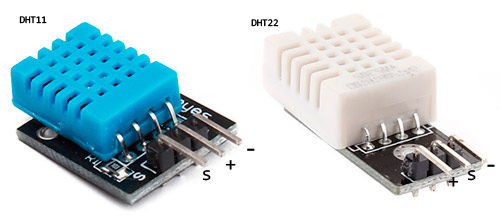 DHT11
DHT22
S + -
+ S -
S